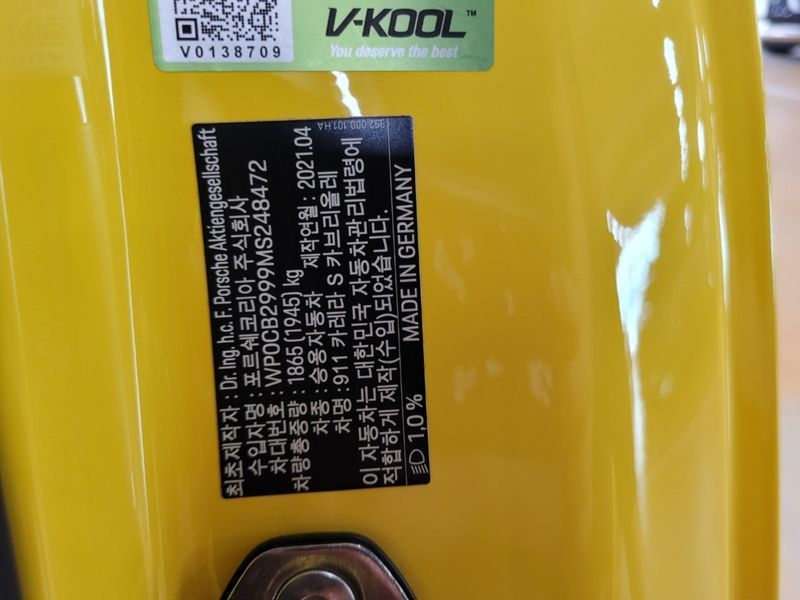 V0138709
V-KOOL™
You deserve the best
992.000.101.HA
최초제작자 : Dr. Ing. h.c. F. Porsche Aktiengesellschaft
수입자명 : 포르쉐코리아 주식회사
차대번호 : WP0CB2999MS248472
차량총중량 : 1865 (1945) kg
차종 : 승용자동차 제작연월 : 2021.04
차명 : 911 카레라 S 카브리올레
이 자동차는 대한민국 자동차관리법령에
적합하게 제작(수입)되었습니다.
1,0 % MADE IN GERMANY